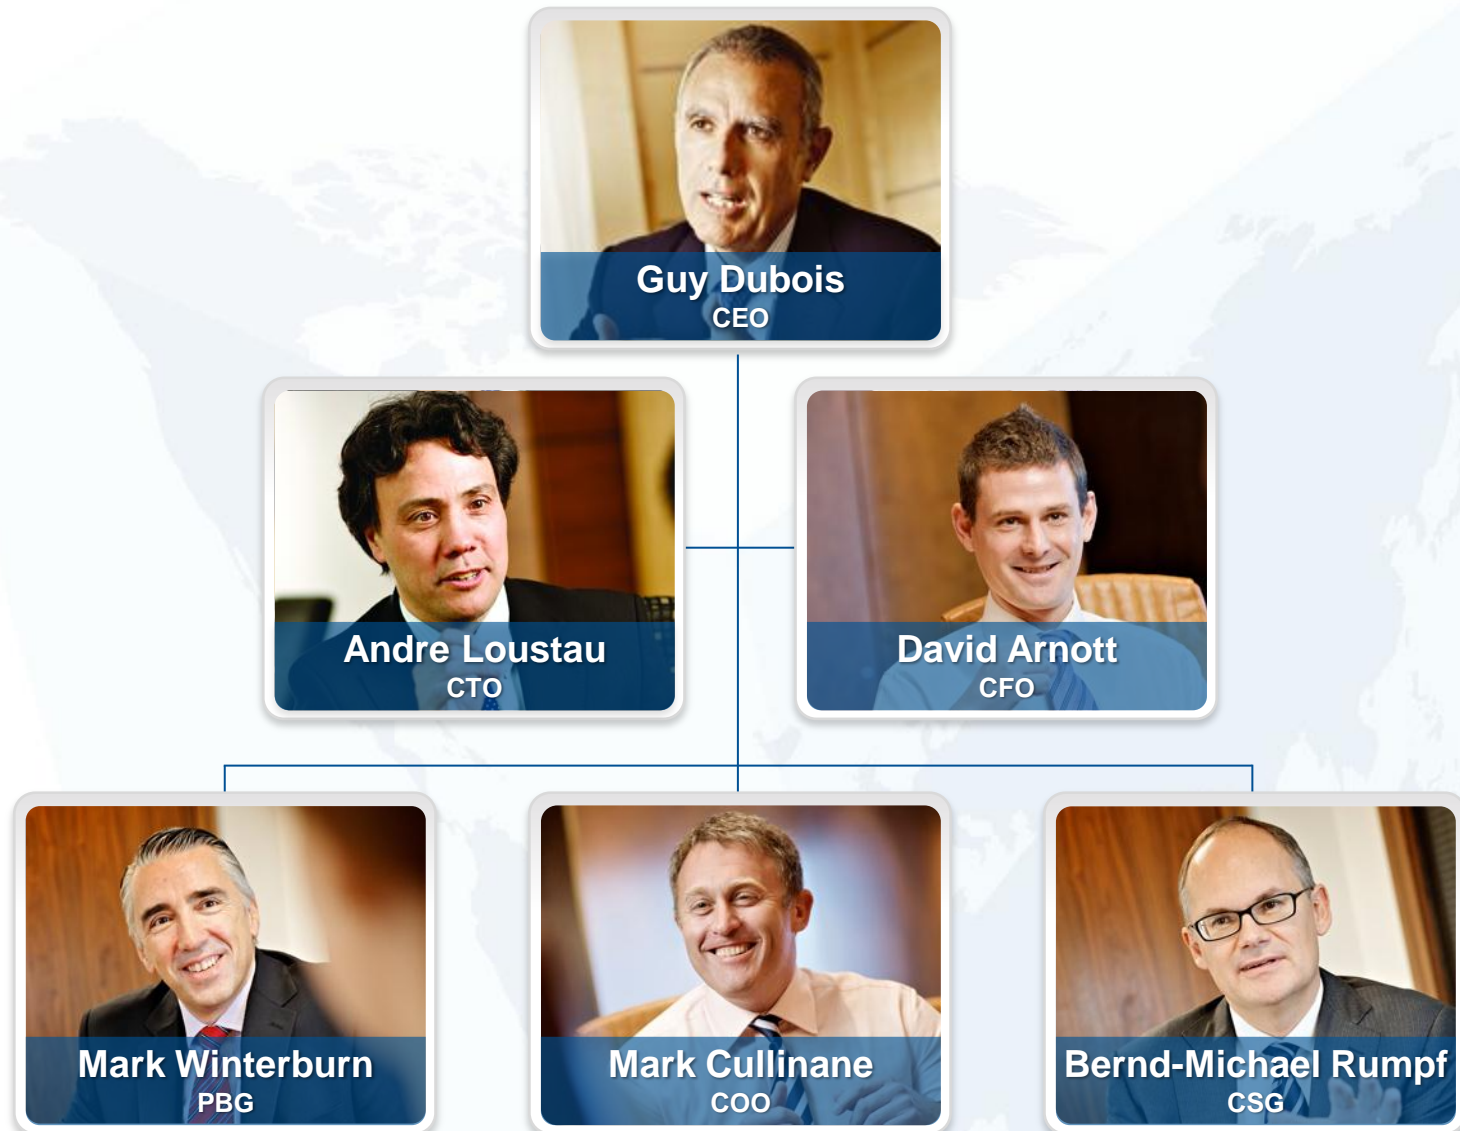 Guy Dubois
CEO
Andre Loustau
CTO
David Arnott
CFO
Mark Winterburn
PBG
Mark Cullinane
COO
Bernd-Michael Rumpf
CSG